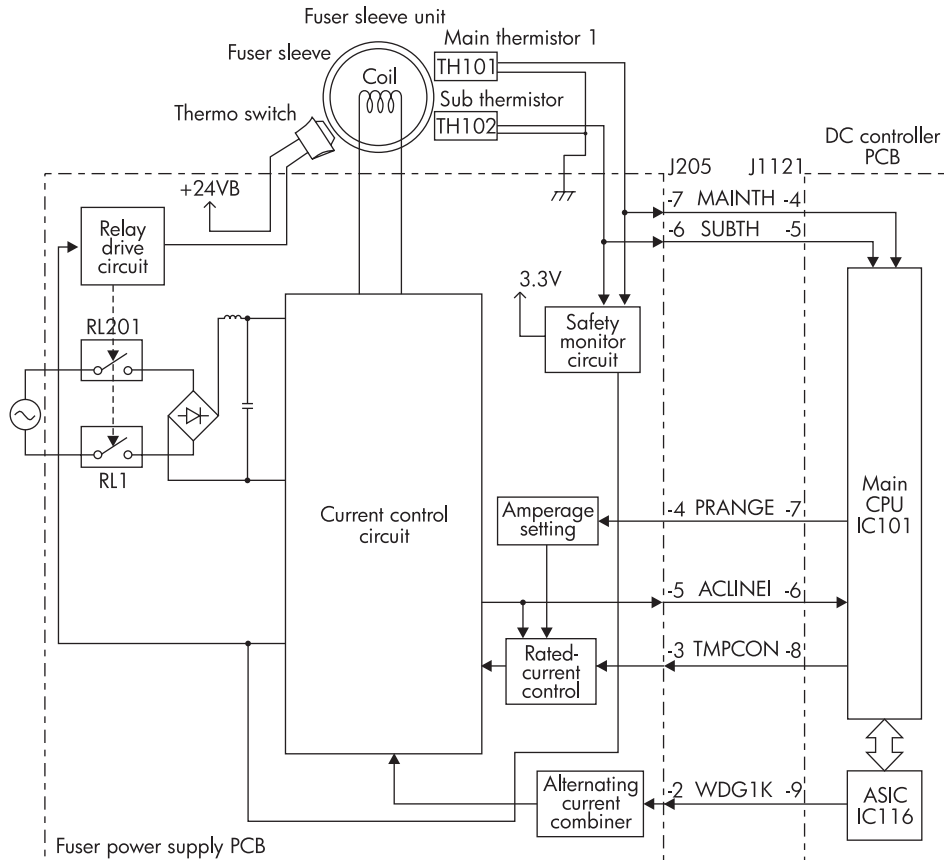 Fuser sleeve unit
Fuser sleeve
Main thermistor 1
TH101
Coil
Sub thermistor
TH102
Thermo switch
DC controller
PCB
J205 J1121
+24VB
-7 MAINTH -4
-6 SUBTH -5
Relay
drive
circuit
3.3V
Safety
monitor
circuit
RL201
RL1
Current control
circuit
Amperage
setting
-4 PRANGE -7
Main
CPU
IC101
-5 ACLINEI -6
Rated-
current
control
-3 TMPCON -8
Alternating
current
combiner
-2 WDG1K -9
ASIC
IC116
Fuser power supply PCB